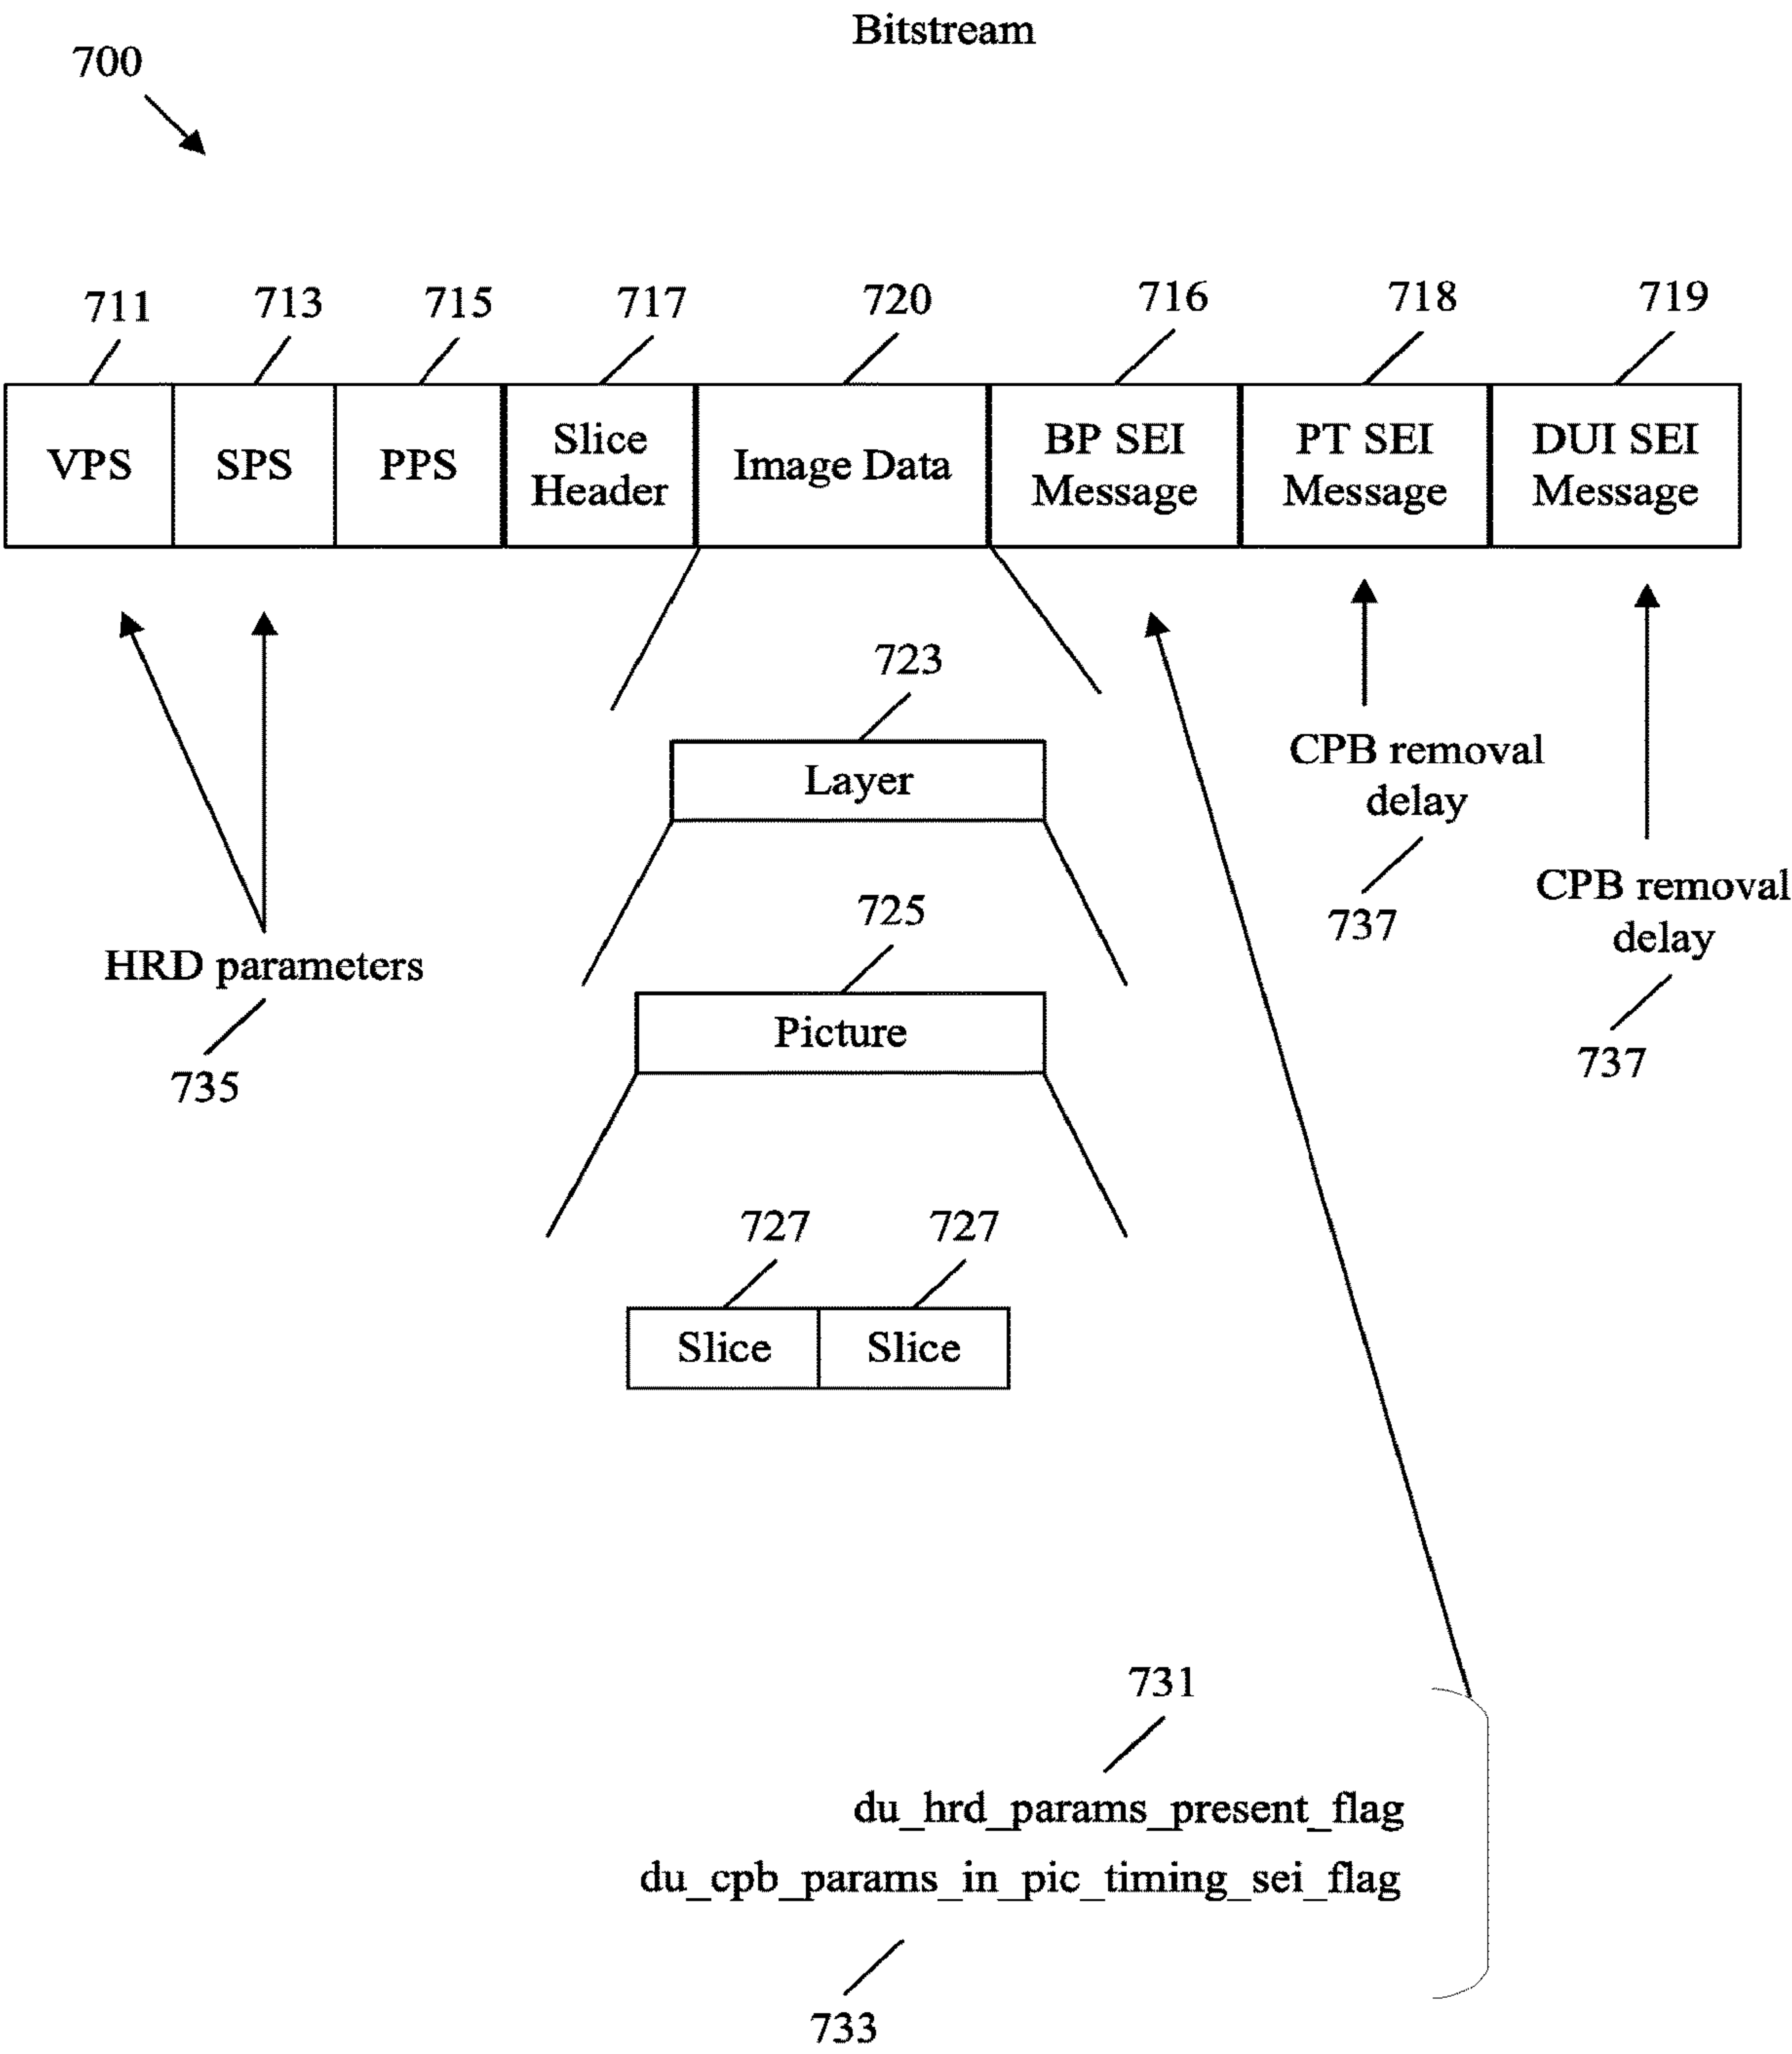 Bitstream
700
711 713 715 717 720 716 718 719
VPS SPS PPS Slice Header Image Data BP SEI Message PT SEI Message DUI SEI Message
723
Layer
CPB removal
delay
737
CPB removal
delay
737
725
Picture
HRD parameters
735
727 727
Slice Slice
731
du_hrd_params_present_flag
du_cpb_params_in_pic_timing_sei_flag
733